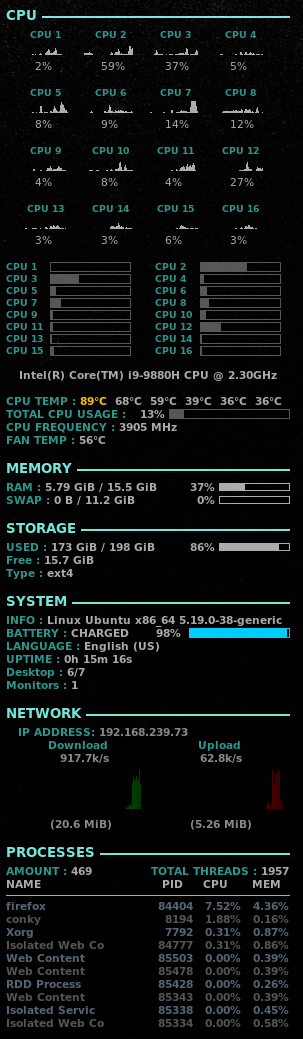 CPU
CPU 1 CPU 2 CPU 3 CPU 4
2% 59% 37% 5%
CPU 5 CPU 6 CPU 7 CPU 8
8% 9% 14% 12%
CPU 9 CPU 10 CPU 11 CPU 12
4% 8% 4% 27%
CPU 13 CPU 14 CPU 15 CPU 16
3% 3% 6% 3%
CPU 1 CPU 2
CPU 3 CPU 4
CPU 5 CPU 6
CPU 7 CPU 8
CPU 9 CPU 10
CPU 11 CPU 12
CPU 13 CPU 14
CPU 15 CPU 16
Intel(R) Core(TM) i9-9880H CPU @ 2.30GHz
CPU TEMP : 89°C 68°C 59°C 39°C 36°C 36°C
TOTAL CPU USAGE : 13%
CPU FREQUENCY : 3905 MHz
FAN TEMP : 56°C
MEMORY
RAM : 5.79 GiB / 15.5 GiB 37%
SWAP : 0 B / 11.2 GiB 0%
STORAGE
USED : 173 GiB / 198 GiB 86%
Free : 15.7 GiB
Type : ext4
SYSTEM
INFO : Linux Ubuntu x86_64 5.19.0-38-generic
BATTERY : CHARGED 98%
LANGUAGE : English (US)
UPTIME : 0h 15m 16s
Desktop : 6/7
Monitors : 1
NETWORK
IP ADDRESS: 192.168.239.73
Download Upload
917.7k/s 62.8k/s
(20.6 MiB) (5.26 MiB)
PROCESSES
AMOUNT : 469 TOTAL THREADS : 1957
NAME PID CPU MEM
firefox 84404 7.52% 4.36%
conky 8194 1.88% 0.16%
Xorg 7792 0.31% 0.87%
Isolated Web Co 84777 0.31% 0.86%
Web Content 85503 0.00% 0.39%
Web Content 85478 0.00% 0.39%
RDD Process 85428 0.00% 0.26%
Web Content 85343 0.00% 0.39%
Isolated Servic 85338 0.00% 0.45%
Isolated Web Co 85334 0.00% 0.58%